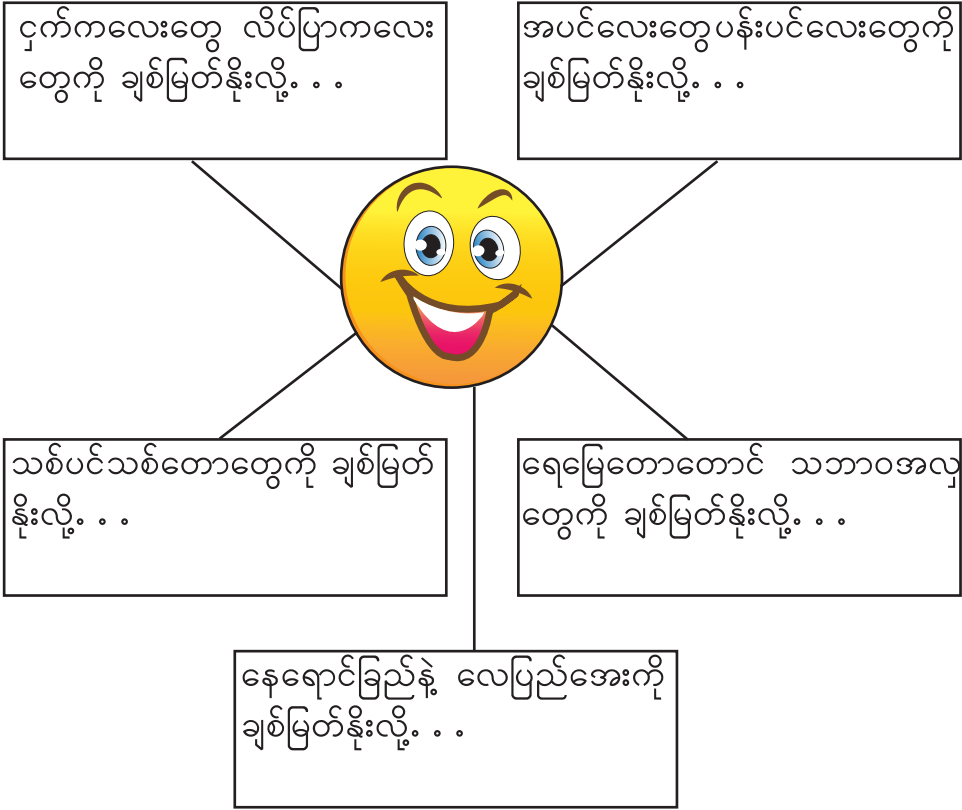 ငှက်ကလေးတွေ လိပ်ပြာကလေး
တွေကို ချစ်မြတ်နိုးလို့. . .
အပင်လေးတွေပန်းပင်လေးတွေကို
ချစ်မြတ်နိုးလို့. . .
သစ်ပင်သစ်တောတွေကို ချစ်မြတ်
နိုးလို့. . .
ရေမြေတောတောင် သဘာဝအလှ
တွေကို ချစ်မြတ်နိုးလို့. . .
နေရောင်ခြည်နဲ့ လေပြည်အေးကို
ချစ်မြတ်နိုးလို့. . .